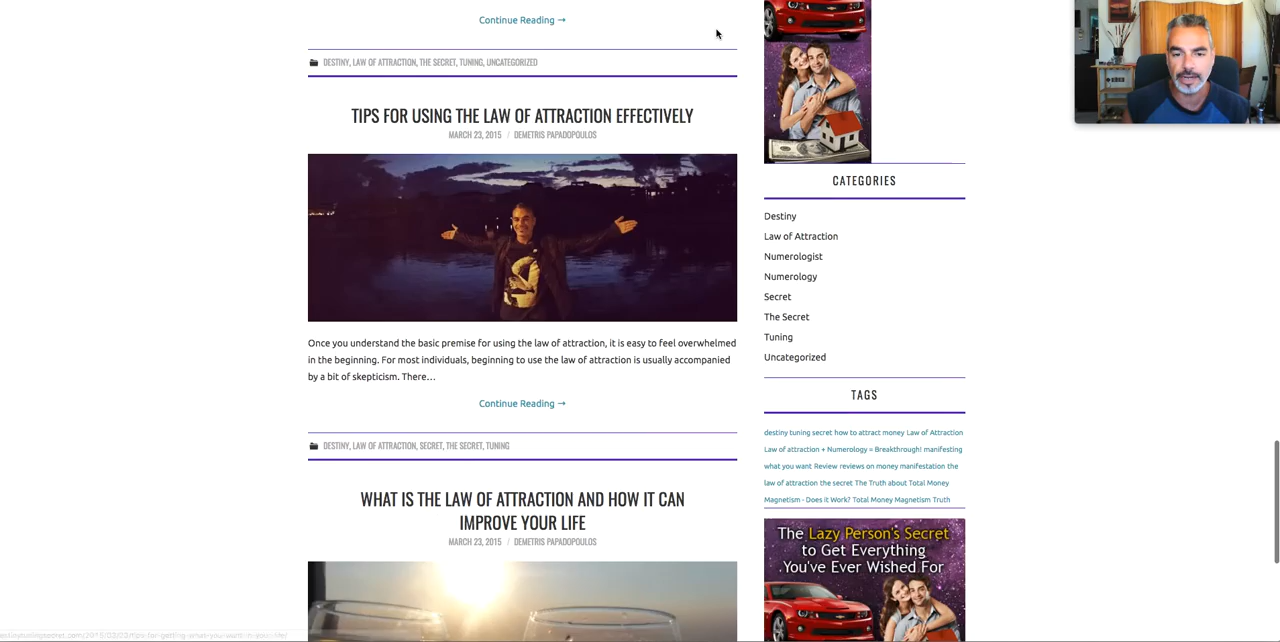 Continue Reading →
DESTINY, LAW OF ATTRACTION, THE SECRET, TUNING, UNCATEGORIZED
TIPS FOR USING THE LAW OF ATTRACTION EFFECTIVELY
MARCH 23, 2015 / DEMETRIS PAPADOPOULOS
Once you understand the basic premise for using the law of attraction, it is easy to feel overwhelmed
in the beginning. For most individuals, beginning to use the law of attraction is usually accompanied
by a bit of skepticism. There…
Continue Reading →
DESTINY, LAW OF ATTRACTION, SECRET, THE SECRET, TUNING
WHAT IS THE LAW OF ATTRACTION AND HOW IT CAN
IMPROVE YOUR LIFE
MARCH 23, 2015 / DEMETRIS PAPADOPOULOS
CATEGORIES
Destiny
Law of Attraction
Numerologist
Numerology
Secret
The Secret
Tuning
Uncategorized
TAGS
destiny tuning secret how to attract money Law of Attraction
Law of attraction + Numerology = Breakthrough! manifesting
what you want Review reviews on money manifestation the
law of attraction the secret The Truth about Total Money
Magnetism - Does it Work? Total Money Magnetism Truth
The Lazy Person's Secret
to Get Everything
You've Ever Wished For